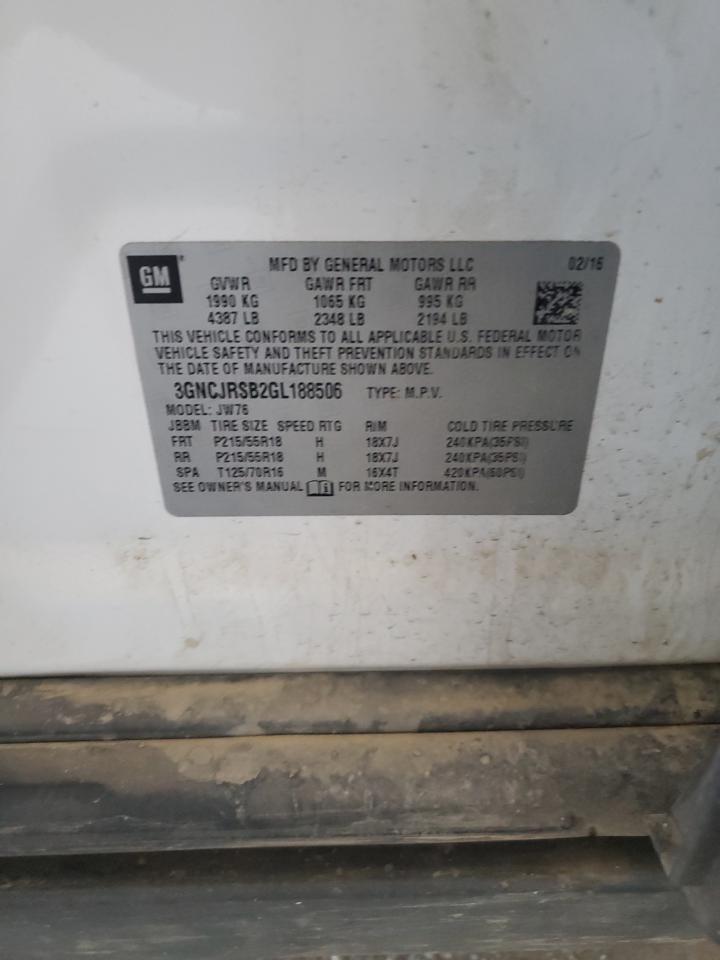 GM
MFD BY GENERAL MOTORS LLC 02/16
GVWR GAWR FRT GAWR RR
1990 KG 1065 KG 995 KG
4387 LB 2348 LB 2194 LB
THIS VEHICLE CONFORMS TO ALL APPLICABLE U.S. FEDERAL MOTOR
VEHICLE SAFETY AND THEFT PREVENTION STANDARDS IN EFFECT ON
THE DATE OF MANUFACTURE SHOWN ABOVE.
3GNCJRSB2GL188506 TYPE: M.P.V.
MODEL: JW76
JBBM TIRE SIZE SPEED RTG RIM COLD TIRE PRESSURE
FRT P215/55R18 H 18X7J 240KPA(35PSI)
RR P215/55R18 H 18X7J 240KPA(35PSI)
SPA T125/70R16 M 16X4T 420KPA(60PSI)
SEE OWNER'S MANUAL FOR MORE INFORMATION.